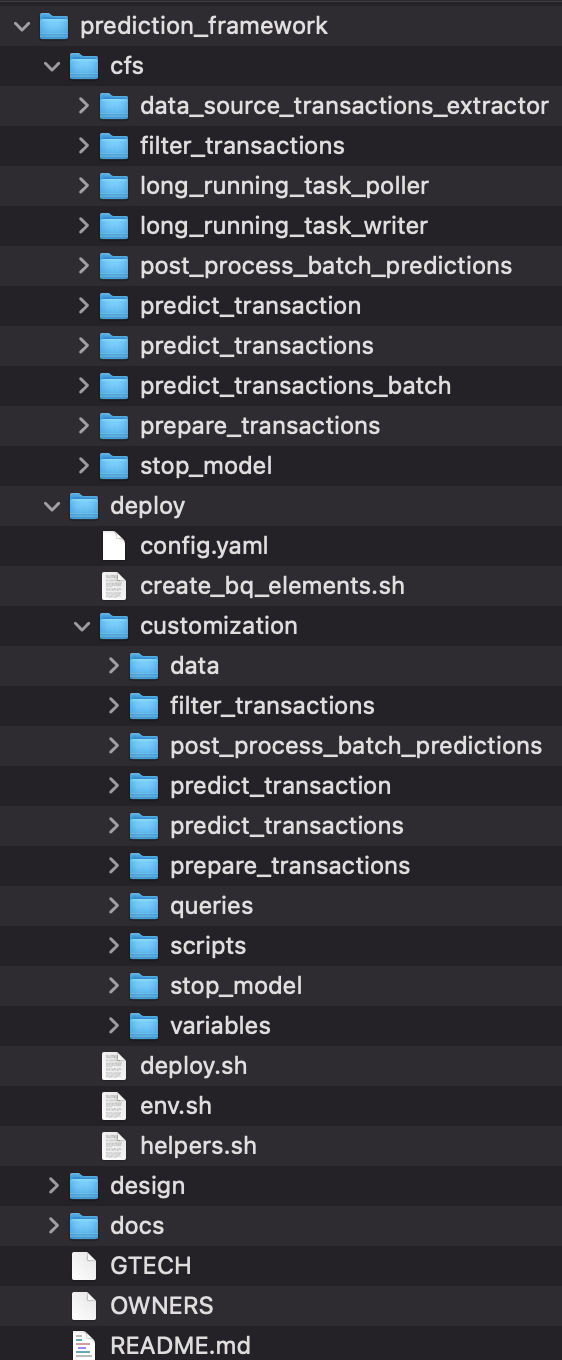 prediction_framework
cfs
data_source_transactions_extractor
filter_transactions
long_running_task_poller
long_running_task_writer
post_process_batch_predictions
predict_transaction
predict_transactions
predict_transactions_batch
prepare_transactions
stop_model
deploy
config.yaml
create_bq_elements.sh
customization
data
filter_transactions
post_process_batch_predictions
predict_transaction
predict_transactions
prepare_transactions
queries
scripts
stop_model
variables
deploy.sh
env.sh
helpers.sh
design
docs
GTECH
OWNERS
README.md